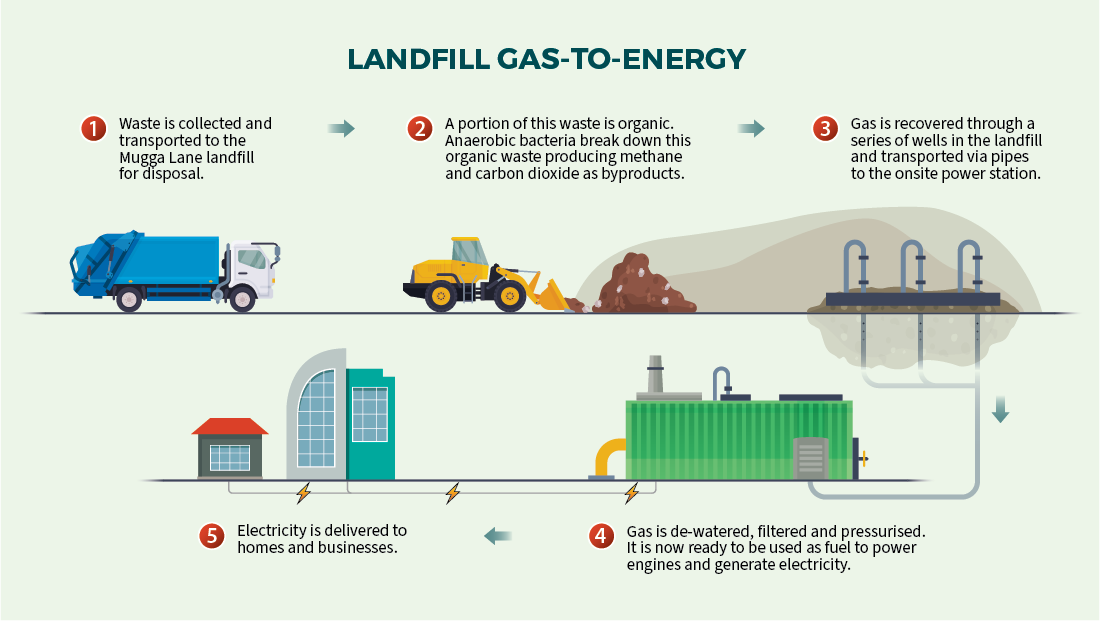 LANDFILL GAS-TO-ENERGY
1
Waste is collected and
transported to the
Mugga Lane landfill
for disposal.
2
A portion of this waste is organic.
Anaerobic bacteria break down this
organic waste producing methane
and carbon dioxide as byproducts.
3
Gas is recovered through a
series of wells in the landfill
and transported via pipes
to the onsite power station.
5
Electricity is delivered to
homes and businesses.
4
Gas is de-watered, filtered and pressurised.
It is now ready to be used as fuel to power
engines and generate electricity.